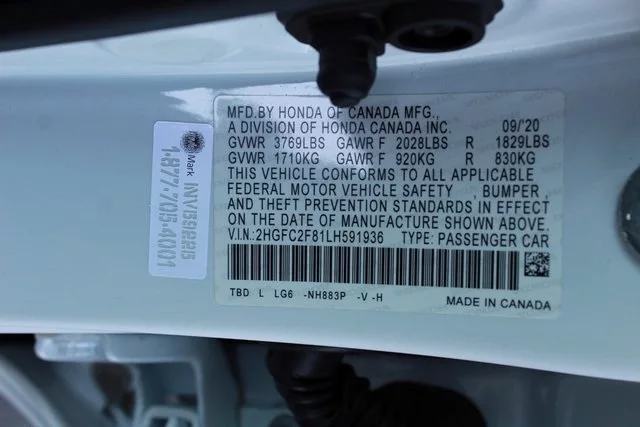 MFD.BY HONDA OF CANADA MFG.,
A DIVISION OF HONDA CANADA INC. 09/20
GVWR 3769LBS GAWR F 2028LBS R 1829LBS
GVWR 1710KG GAWR F 920KG R 830KG
THIS VEHICLE CONFORMS TO ALL APPLICABLE
FEDERAL MOTOR VEHICLE SAFETY , BUMPER,
AND THEFT PREVENTION STANDARDS IN EFFECT
ON THE DATE OF MANUFACTURE SHOWN ABOVE.
V.I.N.:2HGFC2F81LH591936 TYPE: PASSENGER CAR
TBD L LG6 -NH883P -V -H
MADE IN CANADA
Mark
INV59225
1-877-705-4001